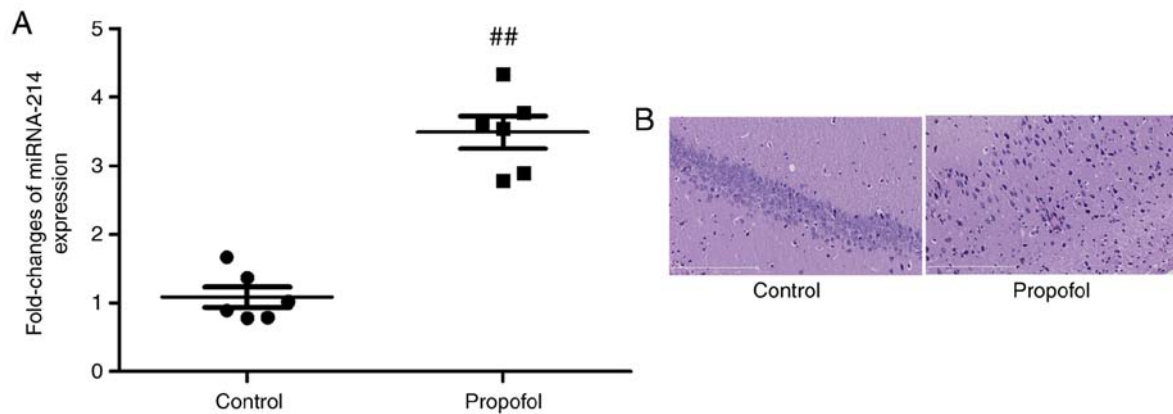 A
Fold-changes of miRNA-214
expression
5
4
3
2
1
0
##
Control
Propofol
B
Control
Propofol